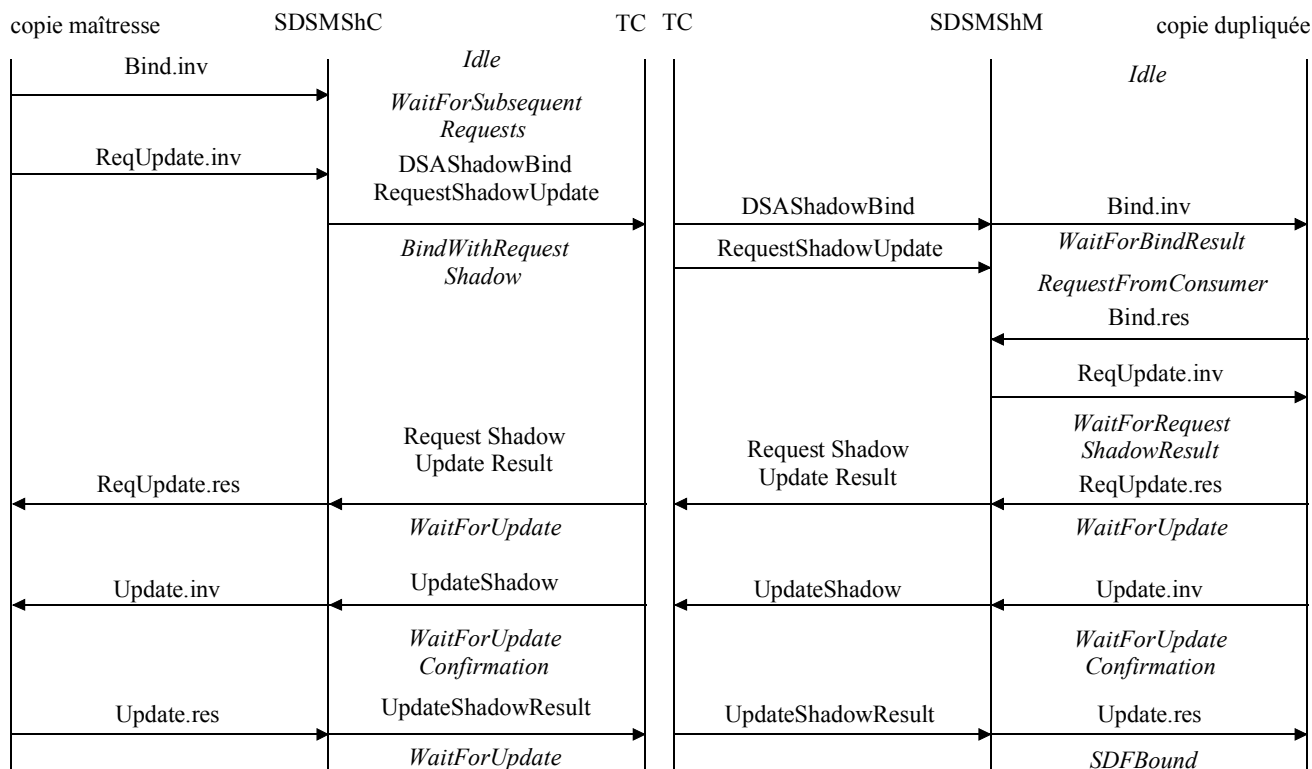 copie maîtresse SDSMShC TC TC SDSMShM copie dupliquée
Bind.inv Idle Idle
WaitForSubsequent
Requests
ReqUpdate.inv DSAShadowBind
RequestShadowUpdate
DSAShadowBind Bind.inv
BindWithRequest
Shadow
RequestShadowUpdate WaitForBindResult
RequestFromConsumer
Bind.res
ReqUpdate.inv
Request Shadow
Update Result
Request Shadow
Update Result
WaitForRequest
ShadowResult
ReqUpdate.res ReqUpdate.res
WaitForUpdate WaitForUpdate
Update.inv UpdateShadow UpdateShadow Update.inv
WaitForUpdate
Confirmation
WaitForUpdate
Confirmation
Update.res UpdateShadowResult UpdateShadowResult Update.res
WaitForUpdate SDFBound